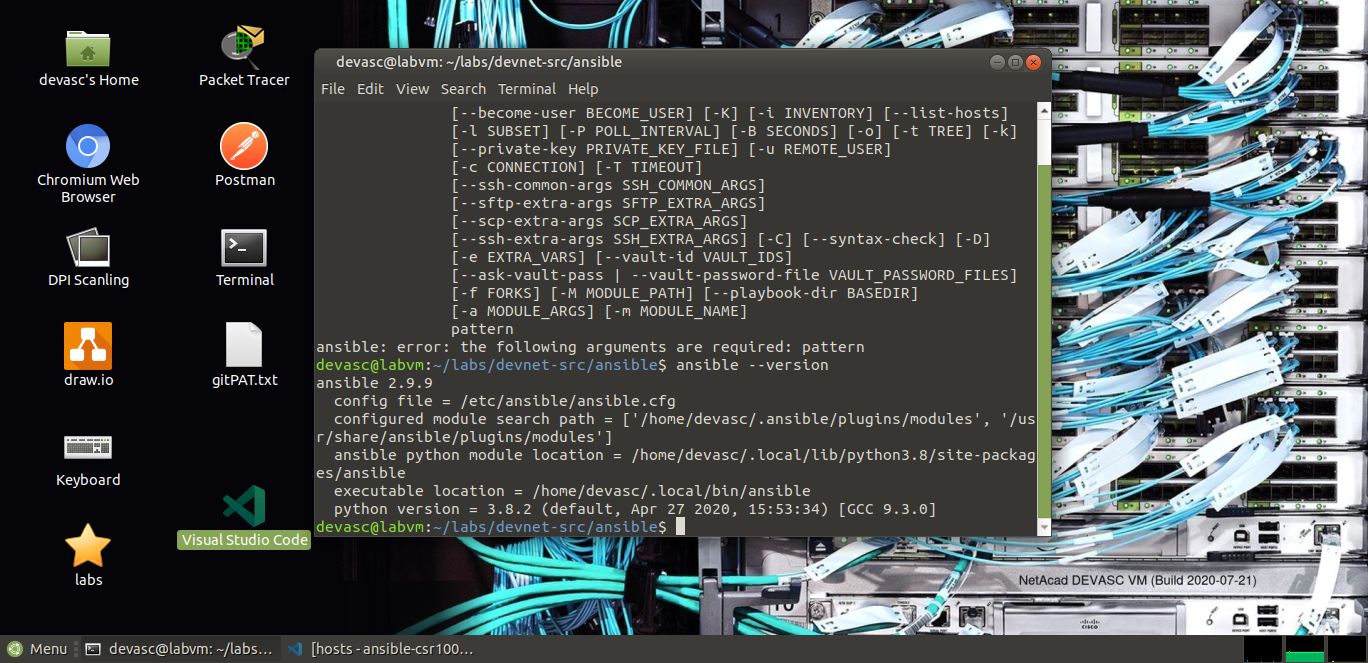 devasc's Home
Packet Tracer
Chromium Web
Browser
Postman
DPI Scanling
Terminal
draw.io
gitPAT.txt
Keyboard
Visual Studio Code
labs
devasc@labvm: ~/labs/devnet-src/ansible
File Edit View Search Terminal Help
[--become-user BECOME_USER] [-K] [-i INVENTORY] [--list-hosts]
[-l SUBSET] [-P POLL_INTERVAL] [-B SECONDS] [-o] [-t TREE] [-k]
[--private-key PRIVATE_KEY_FILE] [-u REMOTE_USER]
[-c CONNECTION] [-T TIMEOUT]
[--ssh-common-args SSH_COMMON_ARGS]
[--sftp-extra-args SFTP_EXTRA_ARGS]
[--scp-extra-args SCP_EXTRA_ARGS]
[--ssh-extra-args SSH_EXTRA_ARGS] [-C] [--syntax-check] [-D]
[-e EXTRA_VARS] [--vault-id VAULT_IDS]
[--ask-vault-pass | --vault-password-file VAULT_PASSWORD_FILES]
[-f FORKS] [-M MODULE_PATH] [--playbook-dir BASEDIR]
[-a MODULE_ARGS] [-m MODULE_NAME]
pattern
ansible: error: the following arguments are required: pattern
devasc@labvm:~/labs/devnet-src/ansible$ ansible --version
ansible 2.9.9
config file = /etc/ansible/ansible.cfg
configured module search path = ['/home/devasc/.ansible/plugins/modules', '/us
r/share/ansible/plugins/modules']
ansible python module location = /home/devasc/.local/lib/python3.8/site-packag
es/ansible
executable location = /home/devasc/.local/bin/ansible
python version = 3.8.2 (default, Apr 27 2020, 15:53:34) [GCC 9.3.0]
devasc@labvm:~/labs/devnet-src/ansible$
NetAcad DEVASC VM (Build 2020-07-21)
CISCO
Menu
devasc@labvm: ~/labs...
[hosts - ansible-csr100...